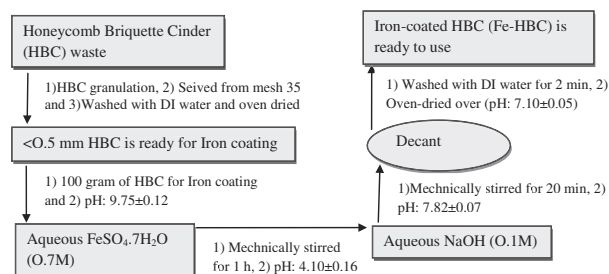 Honeycomb Briquette Cinder
(HBC) waste
1)HBC granulation, 2) Seived from mesh 35
and 3)Washed with DI water and oven dried
<O.5 mm HBC is ready for Iron coating
1) 100 gram of HBC for Iron coating
and 2) pH: 9.75±0.12
Aqueous FeSO₄.7H₂O
(O.7M)
1) Mechnically stirred
for 1 h, 2) pH: 4.10±0.16
Aqueous NaOH (O.1M)
1)Mechnically stirred for 20 min, 2)
pH: 7.82±0.07
Decant
1) Washed with DI water for 2 min, 2)
Oven-dried over (pH: 7.10±0.05)
Iron-coated HBC (Fe-HBC) is
ready to use